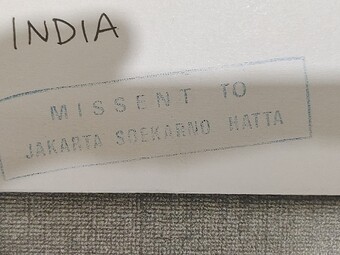 INDIA
MISSENT TO
JAKARTA SOEKARNO HATTA